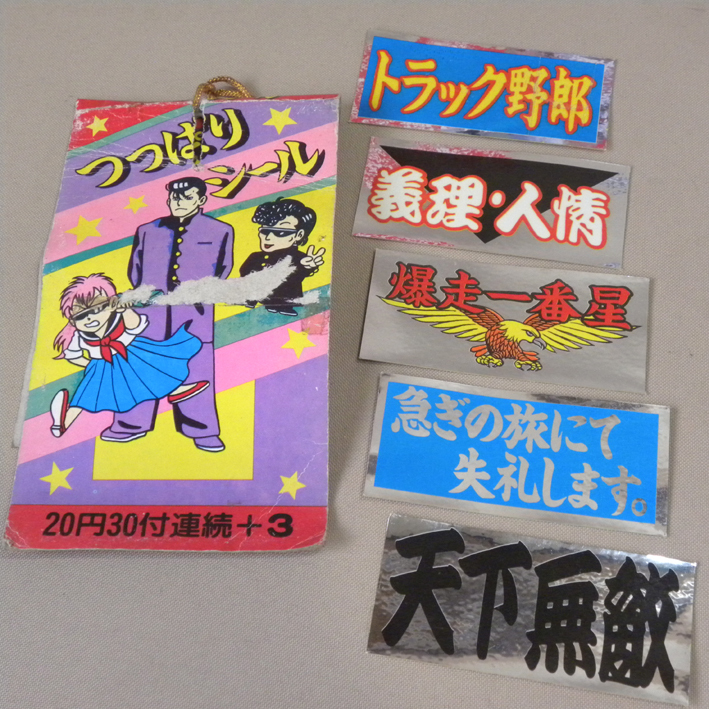 つっぱり
シール
20円30付連続+3
トラック野郎
義理・人情
爆走一番星
急ぎの旅にて
失礼します。
天下無敵